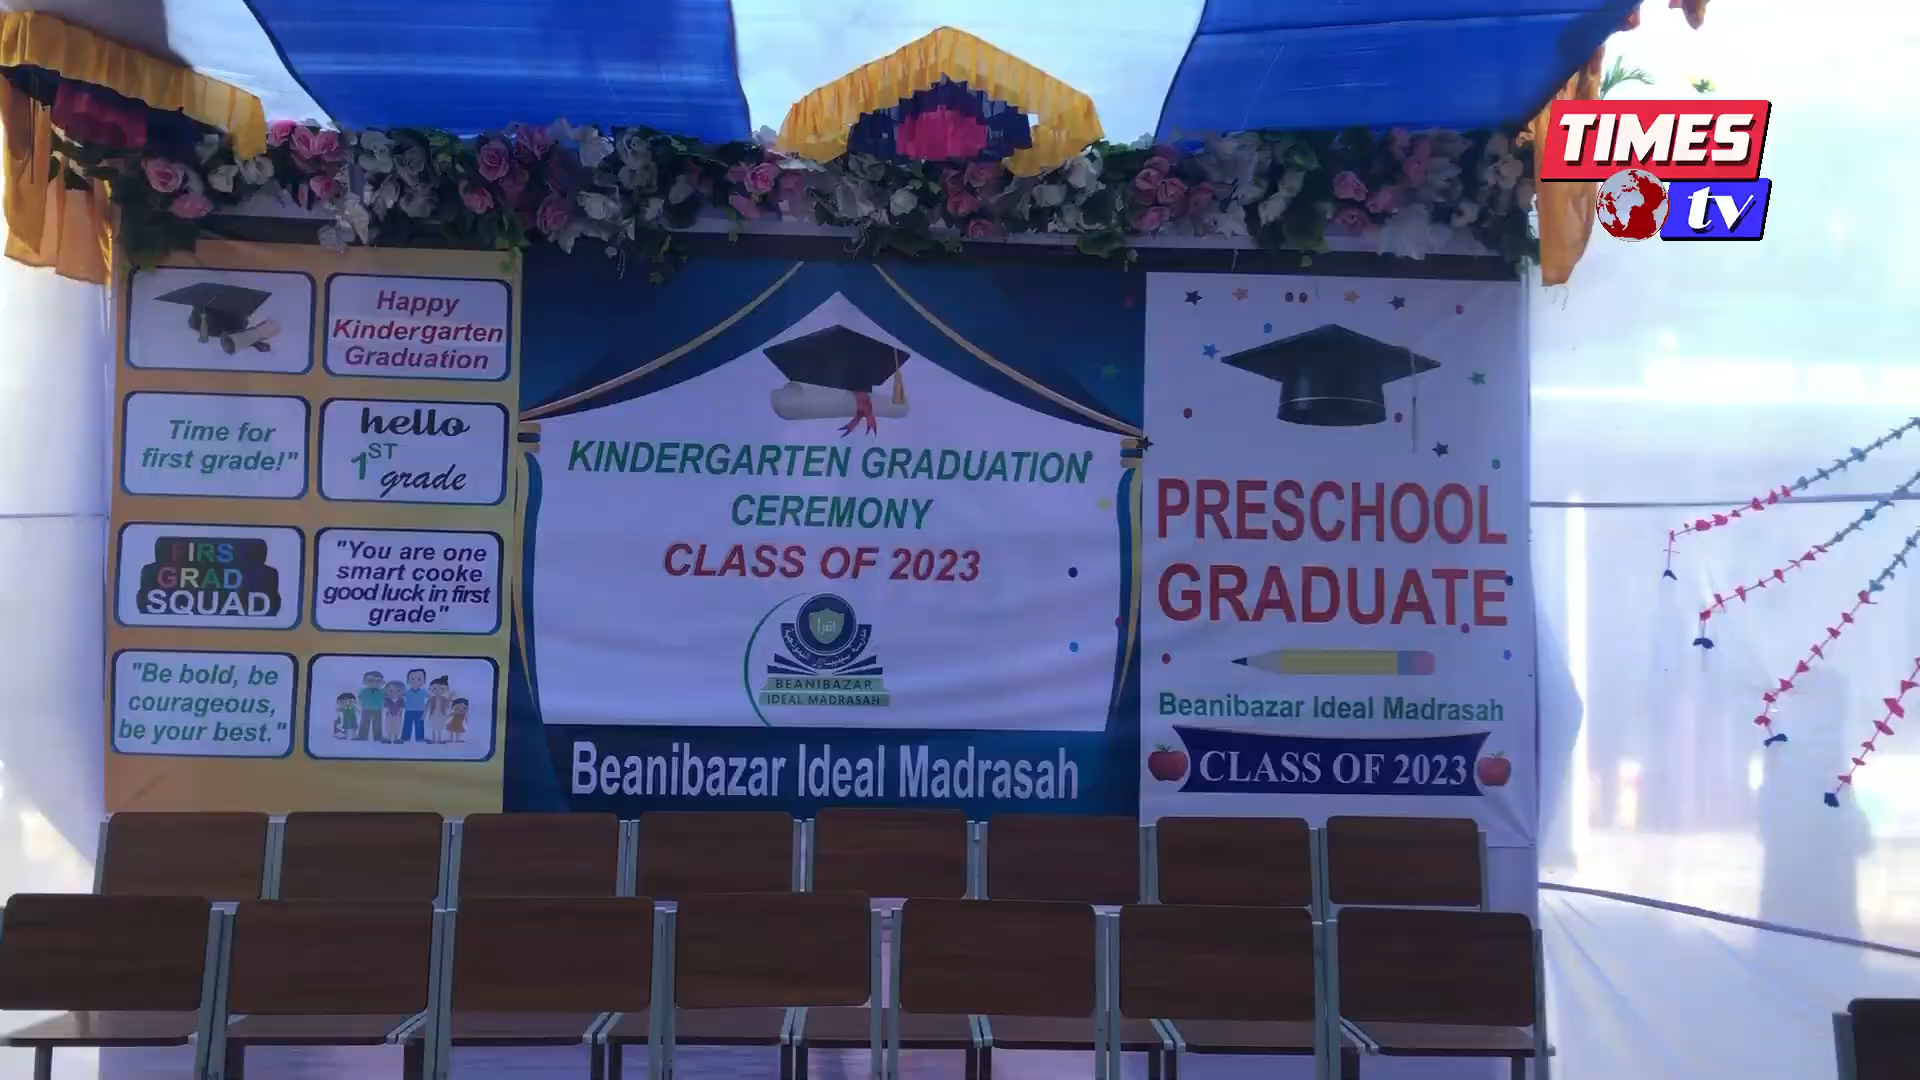 TIMES
tv
Happy
Kindergarten
Graduation
Time for
first grade!"
hello
1ST
grade
FIRST
GRADE
SQUAD
"You are one
smart cooke
good luck in first
grade"
"Be bold, be
courageous,
be your best."
KINDERGARTEN GRADUATION
CEREMONY
CLASS OF 2023
اقرأ
BEANIBAZAR
IDEAL MADRASAH
Beanibazar Ideal Madrasah
PRESCHOOL
GRADUATE
Beanibazar Ideal Madrasah
CLASS OF 2023